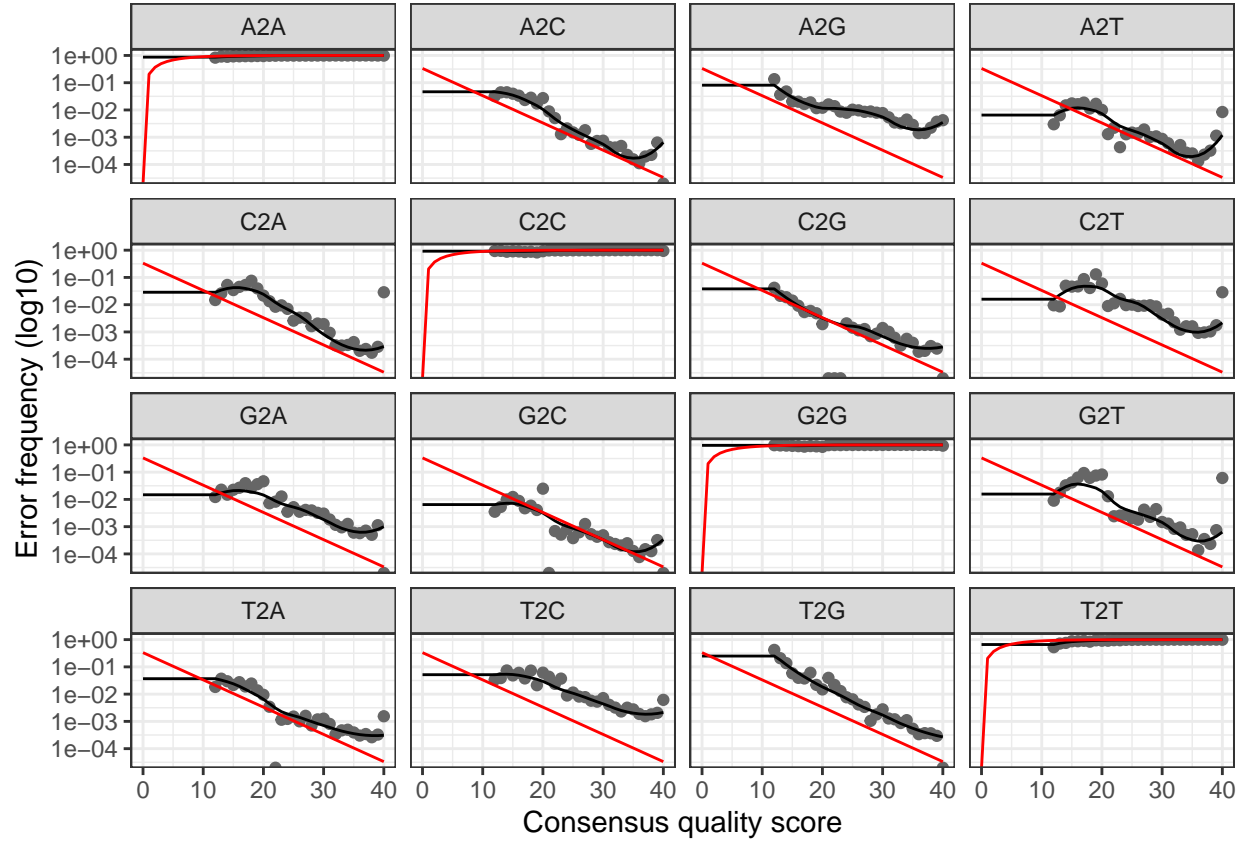 A2A A2C A2G A2T
1e+00
1e−01
1e−02
1e−03
1e−04
C2A C2C C2G C2T
1e+00
1e−01
1e−02
1e−03
1e−04
G2A G2C G2G G2T
1e+00
1e−01
1e−02
1e−03
1e−04
T2A T2C T2G T2T
1e+00
1e−01
1e−02
1e−03
1e−04
0 10 20 30 40 0 10 20 30 40 0 10 20 30 40 0 10 20 30 40
Consensus quality score
Error frequency (log10)